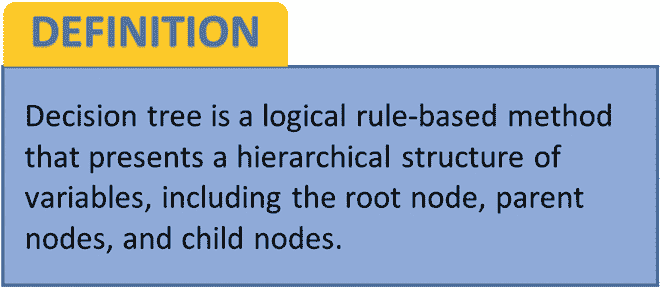 DEFINITION
Decision tree is a logical rule-based method
that presents a hierarchical structure of
variables, including the root node, parent
nodes, and child nodes.